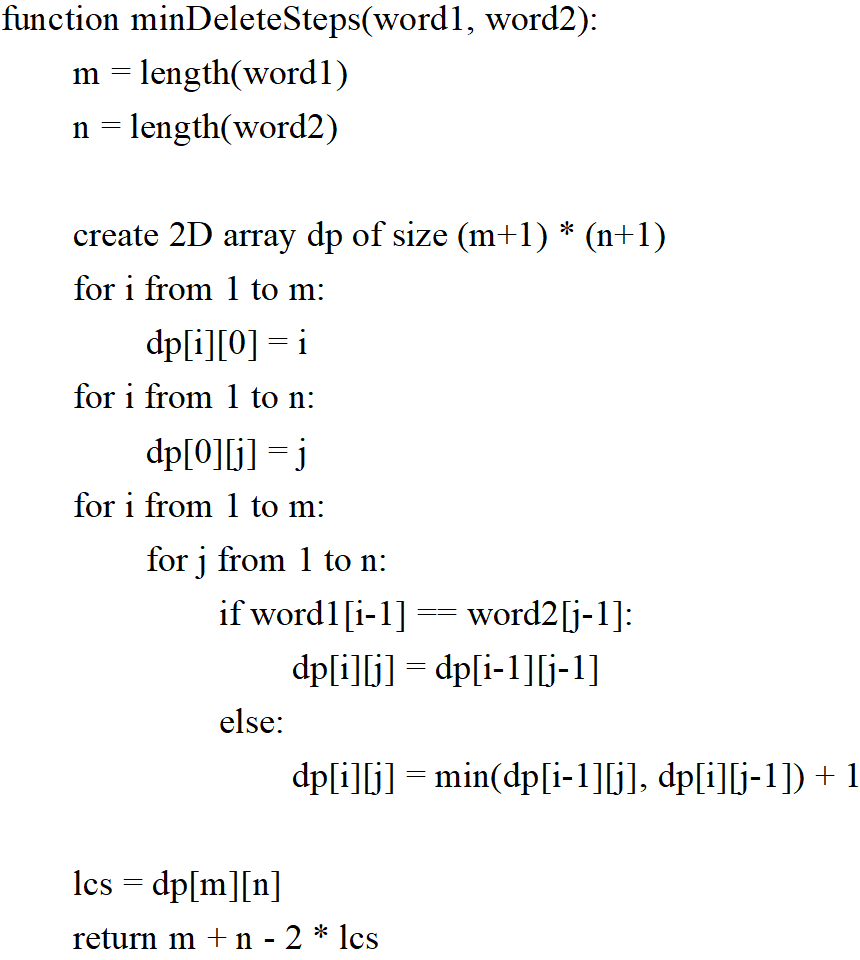 function minDeleteSteps(word1, word2):
m = length(word1)
n = length(word2)
create 2D array dp of size (m+1) * (n+1)
for i from 1 to m:
dp[i][0] = i
for i from 1 to n:
dp[0][j] = j
for i from 1 to m:
for j from 1 to n:
if word1[i-1] == word2[j-1]:
dp[i][j] = dp[i-1][j-1]
else:
dp[i][j] = min(dp[i-1][j], dp[i][j-1]) + 1
lcs = dp[m][n]
return m + n - 2 * lcs